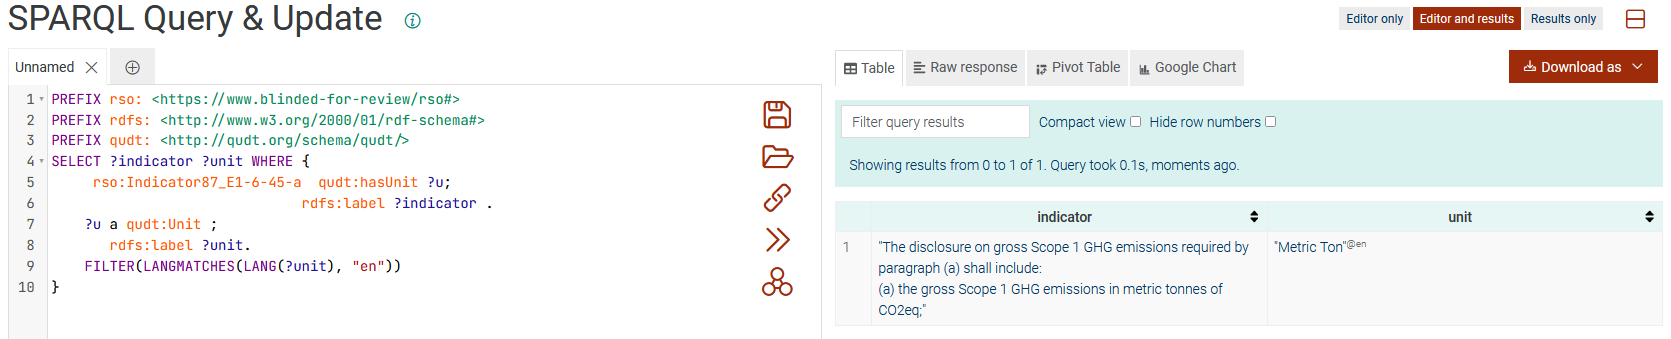 SPARQL Query & Update
Editor only Editor and results Results only
Unnamed
Table Raw response Pivot Table Google Chart Download as
1 PREFIX rso: <https://www.blinded-for-review/rso#>
2 PREFIX rdfs: <http://www.w3.org/2000/01/rdf-schema#>
3 PREFIX qudt: <http://qudt.org/schema/qudt/>
4 SELECT ?indicator ?unit WHERE {
5 rso:Indicator87_E1-6-45-a qudt:hasUnit ?u;
6 rdfs:label ?indicator .
7 ?u a qudt:Unit ;
8 rdfs:label ?unit.
9 FILTER(LANGMATCHES(LANG(?unit), "en"))
10 }
Filter query results Compact view Hide row numbers
Showing results from 0 to 1 of 1. Query took 0.1s, moments ago.
indicator unit
1 "The disclosure on gross Scope 1 GHG emissions required by "Metric Ton"@en
paragraph (a) shall include:
(a) the gross Scope 1 GHG emissions in metric tonnes of
CO2eq;"